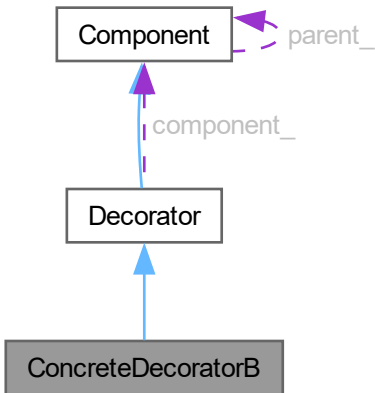 Component
parent_
component_
Decorator
ConcreteDecoratorB